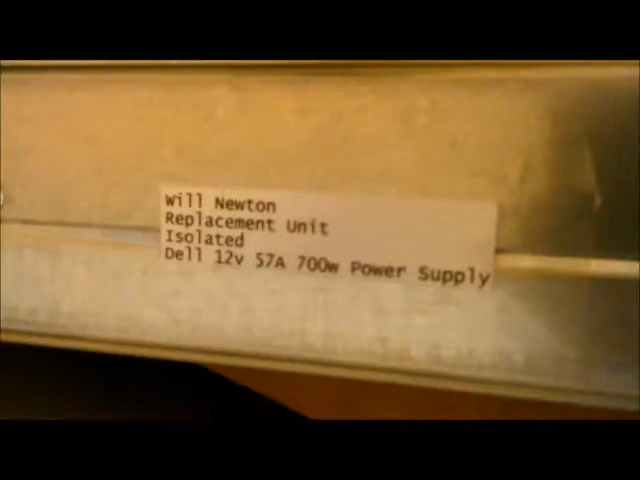 Will Newton
Replacement Unit
Isolated
Dell 12v 57A 700w Power Supply